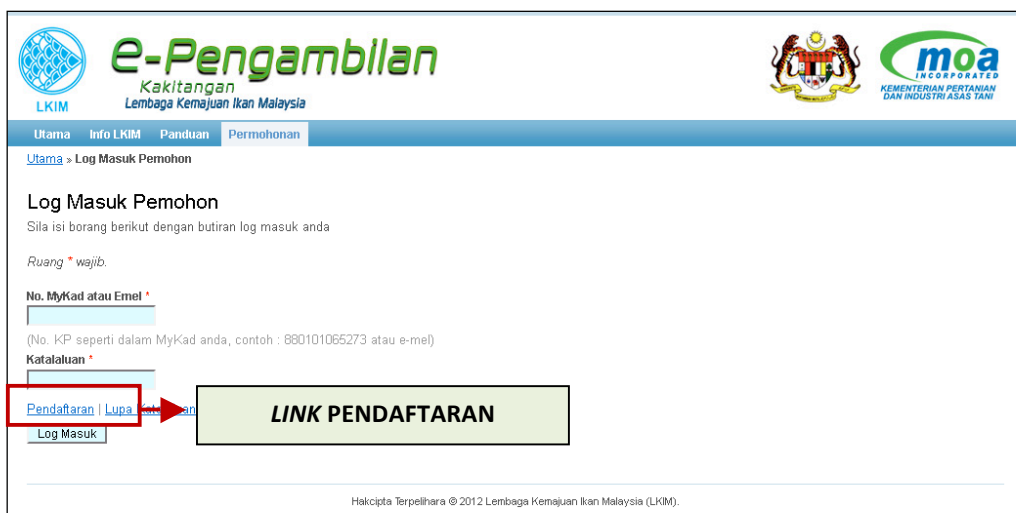 LKIM
e-Pengambilan
Kakitangan
Lembaga Kemajuan Ikan Malaysia
moa
INCORPORATED
KEMENTERIAN PERTANIAN
DAN INDUSTRI ASAS TANI
Utama Info LKIM Panduan Permohonan
Utama » Log Masuk Pemohon
Log Masuk Pemohon
Sila isi borang berikut dengan butiran log masuk anda
Ruang * wajib.
No. MyKad atau Emel *
(No. KP seperti dalam MyKad anda, contoh : 880101065273 atau e-mel)
Katalaluan *
Pendaftaran | Lupa
LINK PENDAFTARAN
Log Masuk
Hakcipta Terpelihara @ 2012 Lembaga Kemajuan Ikan Malaysia (LKIM).